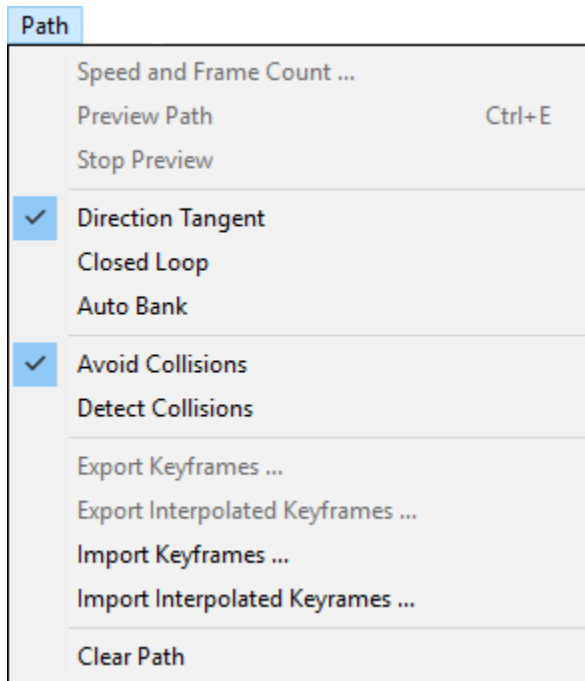 Path
Speed and Frame Count ...
Preview Path Ctrl+E
Stop Preview
Direction Tangent
Closed Loop
Auto Bank
Avoid Collisions
Detect Collisions
Export Keyframes ...
Export Interpolated Keyframes ...
Import Keyframes ...
Import Interpolated Keyrames ...
Clear Path